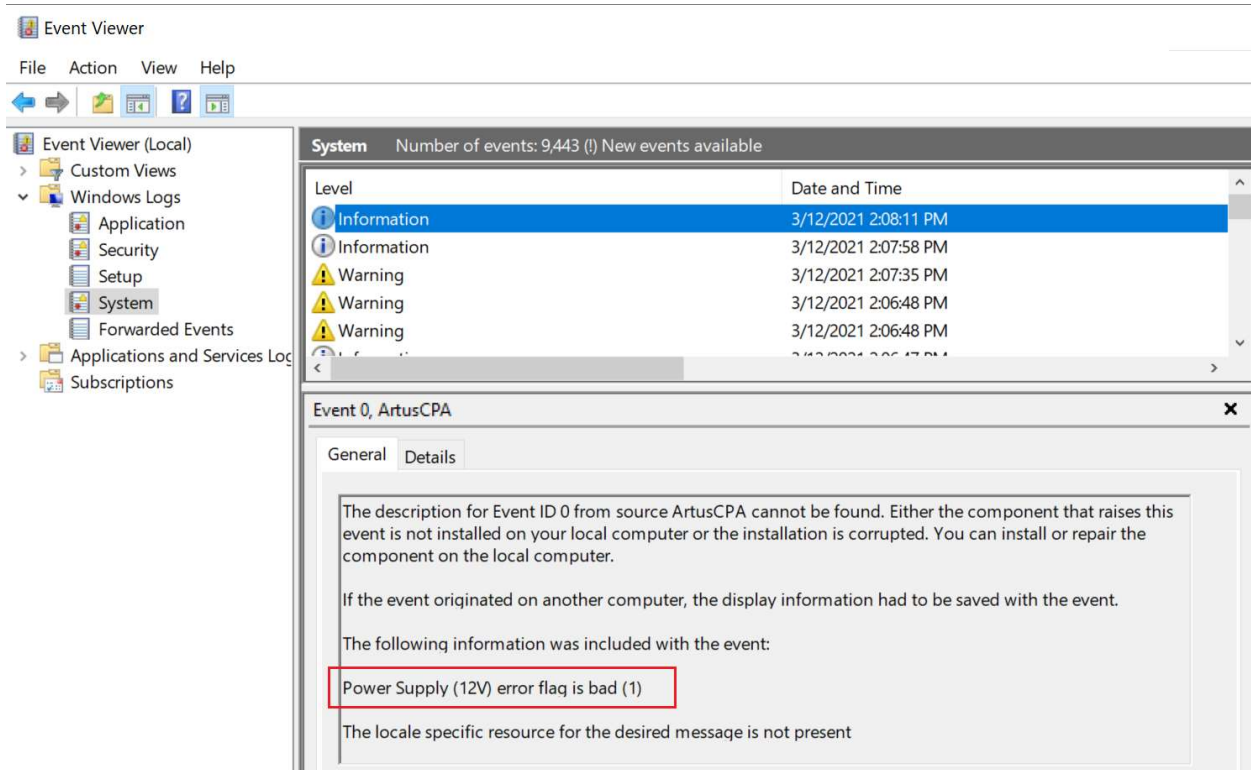 Event Viewer
File Action View Help
Event Viewer (Local)
Custom Views
Windows Logs
Application
Security
Setup
System
Forwarded Events
Applications and Services Log
Subscriptions
System Number of events: 9,443 (!) New events available
Level Date and Time
Information 3/12/2021 2:08:11 PM
Information 3/12/2021 2:07:58 PM
Warning 3/12/2021 2:07:35 PM
Warning 3/12/2021 2:06:48 PM
Warning 3/12/2021 2:06:48 PM
Event 0, ArtusCPA
General Details
The description for Event ID 0 from source ArtusCPA cannot be found. Either the component that raises this
event is not installed on your local computer or the installation is corrupted. You can install or repair the
component on the local computer.
If the event originated on another computer, the display information had to be saved with the event.
The following information was included with the event:
Power Supply (12V) error flag is bad (1)
The locale specific resource for the desired message is not present